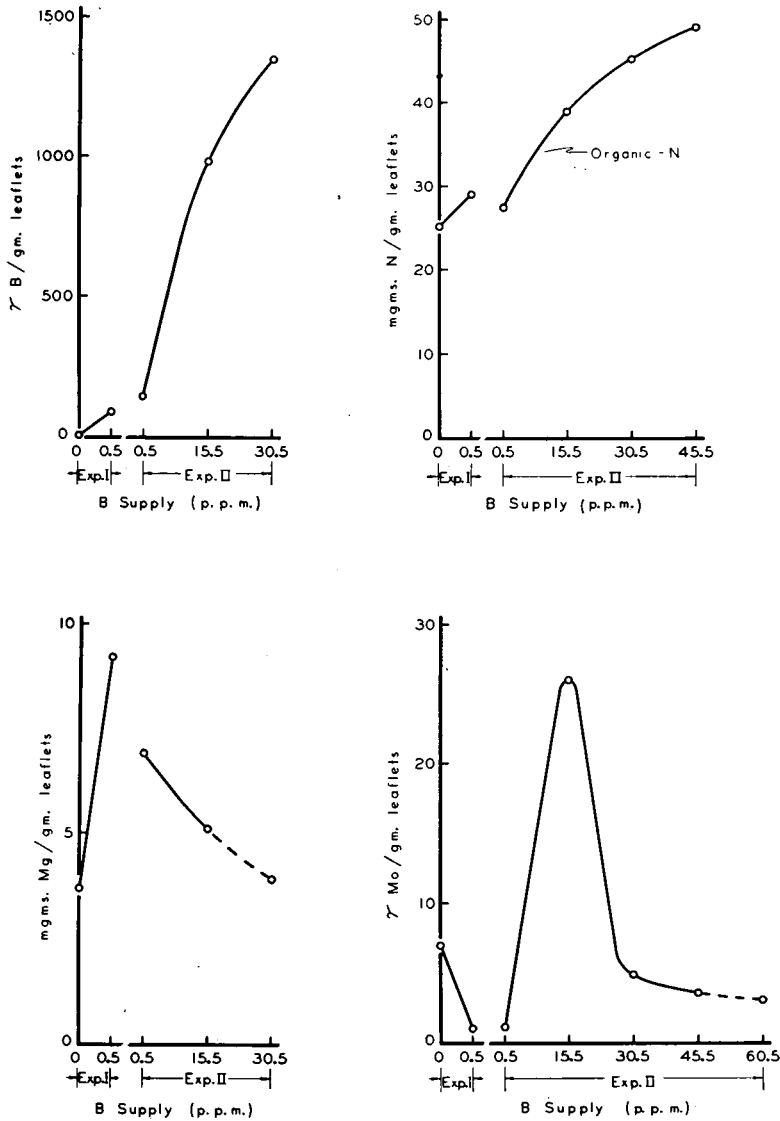 1500
1000
500
0
γ B/gm. leaflets
0 0.5 0.5 15.5 30.5
Exp.I Exp.II
B Supply (p.p.m.)
50
40
30
20
10
0
mgms. N/gm. leaflets
Organic-N
0 0.5 0.5 15.5 30.5 45.5
Exp.I Exp.II
B Supply (p.p.m.)
10
5
0
mgms. Mg/gm. leaflets
0 0.5 0.5 15.5 30.5
Exp.I Exp.II
B Supply (p.p.m.)
30
20
10
0
γ Mo/gm. leaflets
0 0.5 0.5 15.5 30.5 45.5 60.5
Exp.I Exp.II
B Supply (p.p.m.)